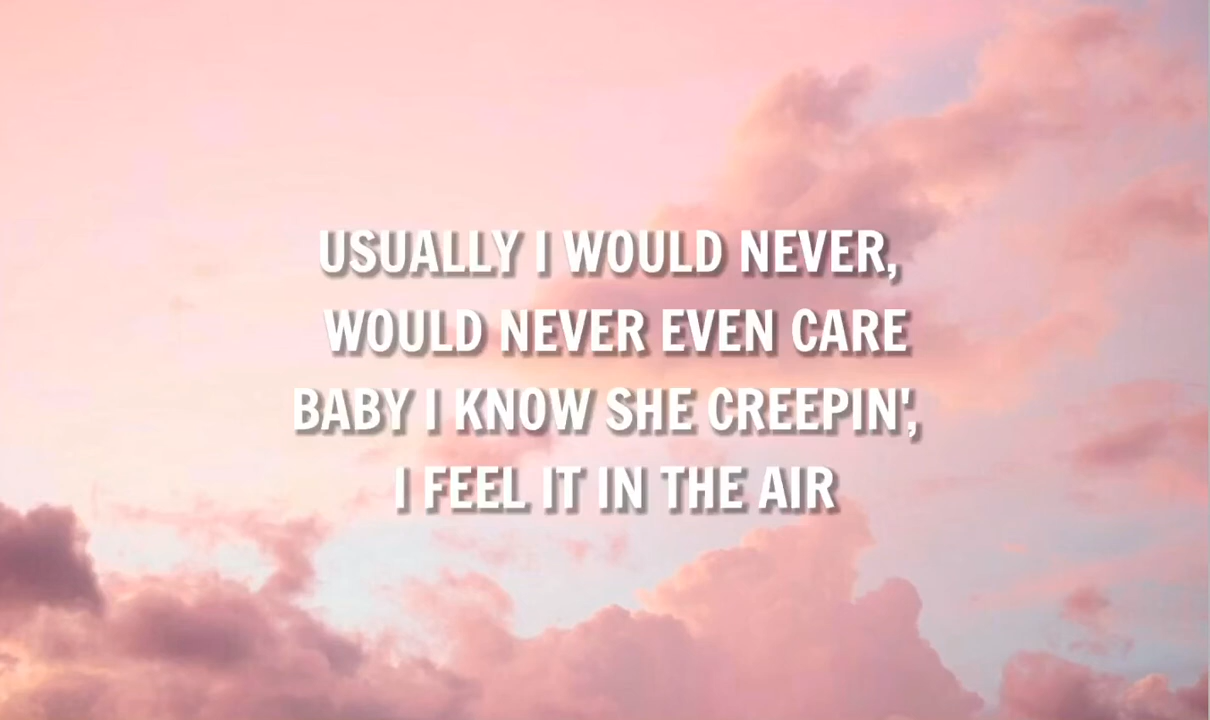 USUALLY I WOULD NEVER,
WOULD NEVER EVEN CARE
BABY I KNOW SHE CREEPIN',
I FEEL IT IN THE AIR